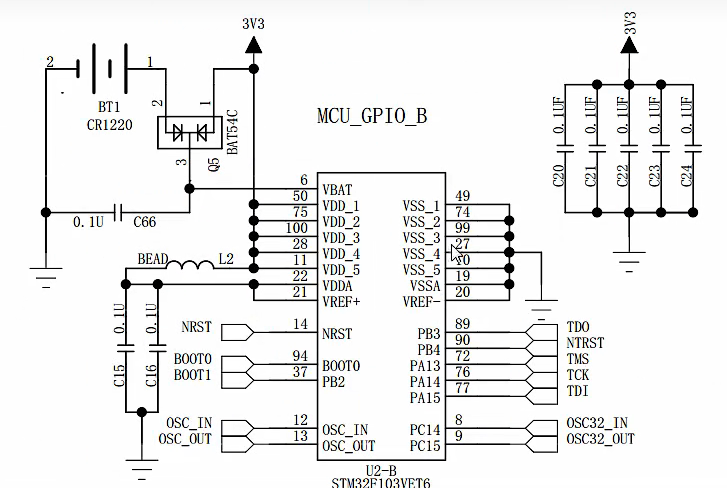 3V3
3V3
2
1
BT1
CR1220
2
1
BAT54C
3
Q5
MCU_GPIO_B
0.1UF
0.1UF
0.1UF
0.1UF
0.1UF
C20
C21
C22
C23
C24
0.1U
C66
6
VBAT
50
VDD_1
75
VDD_2
100
VDD_3
28
VDD_4
11
VDD_5
22
VDDA
21
VREF+
BEAD
L2
0.1U
0.1U
C15
C16
49
VSS_1
74
VSS_2
99
VSS_3
27
VSS_4
VSS_5
19
VSSA
20
VREF-
NRST
14
NRST
BOOT0
94
BOOT0
BOOT1
37
PB2
OSC_IN
12
OSC_IN
OSC_OUT
13
OSC_OUT
PB3
89
TDO
PB4
90
NTRST
PA13
72
TMS
PA14
76
TCK
PA15
77
TDI
PC14
8
OSC32_IN
PC15
9
OSC32_OUT
U2-B
STM32F103VET6